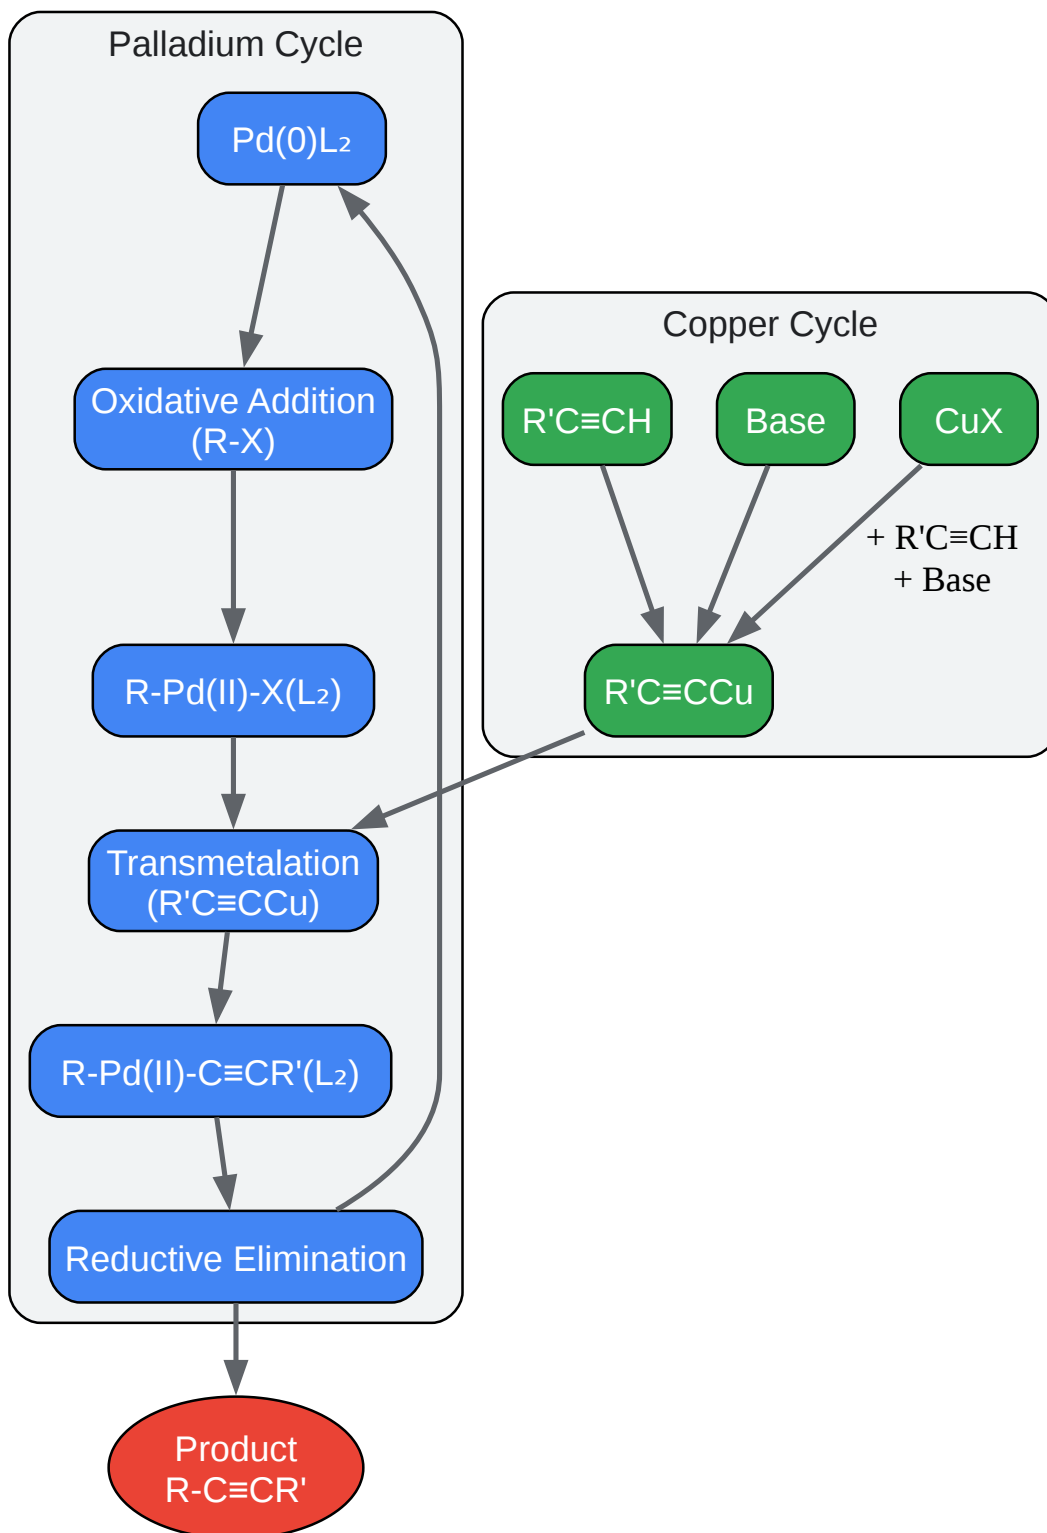 Palladium Cycle
Pd(0)L₂
Oxidative Addition
(R-X)
R-Pd(II)-X(L₂)
Transmetalation
(R'C≡CCu)
R-Pd(II)-C≡CR'(L₂)
Reductive Elimination
Copper Cycle
R'C≡CH
Base
CuX
+ R'C≡CH
+ Base
R'C≡CCu
Product
R-C≡CR'